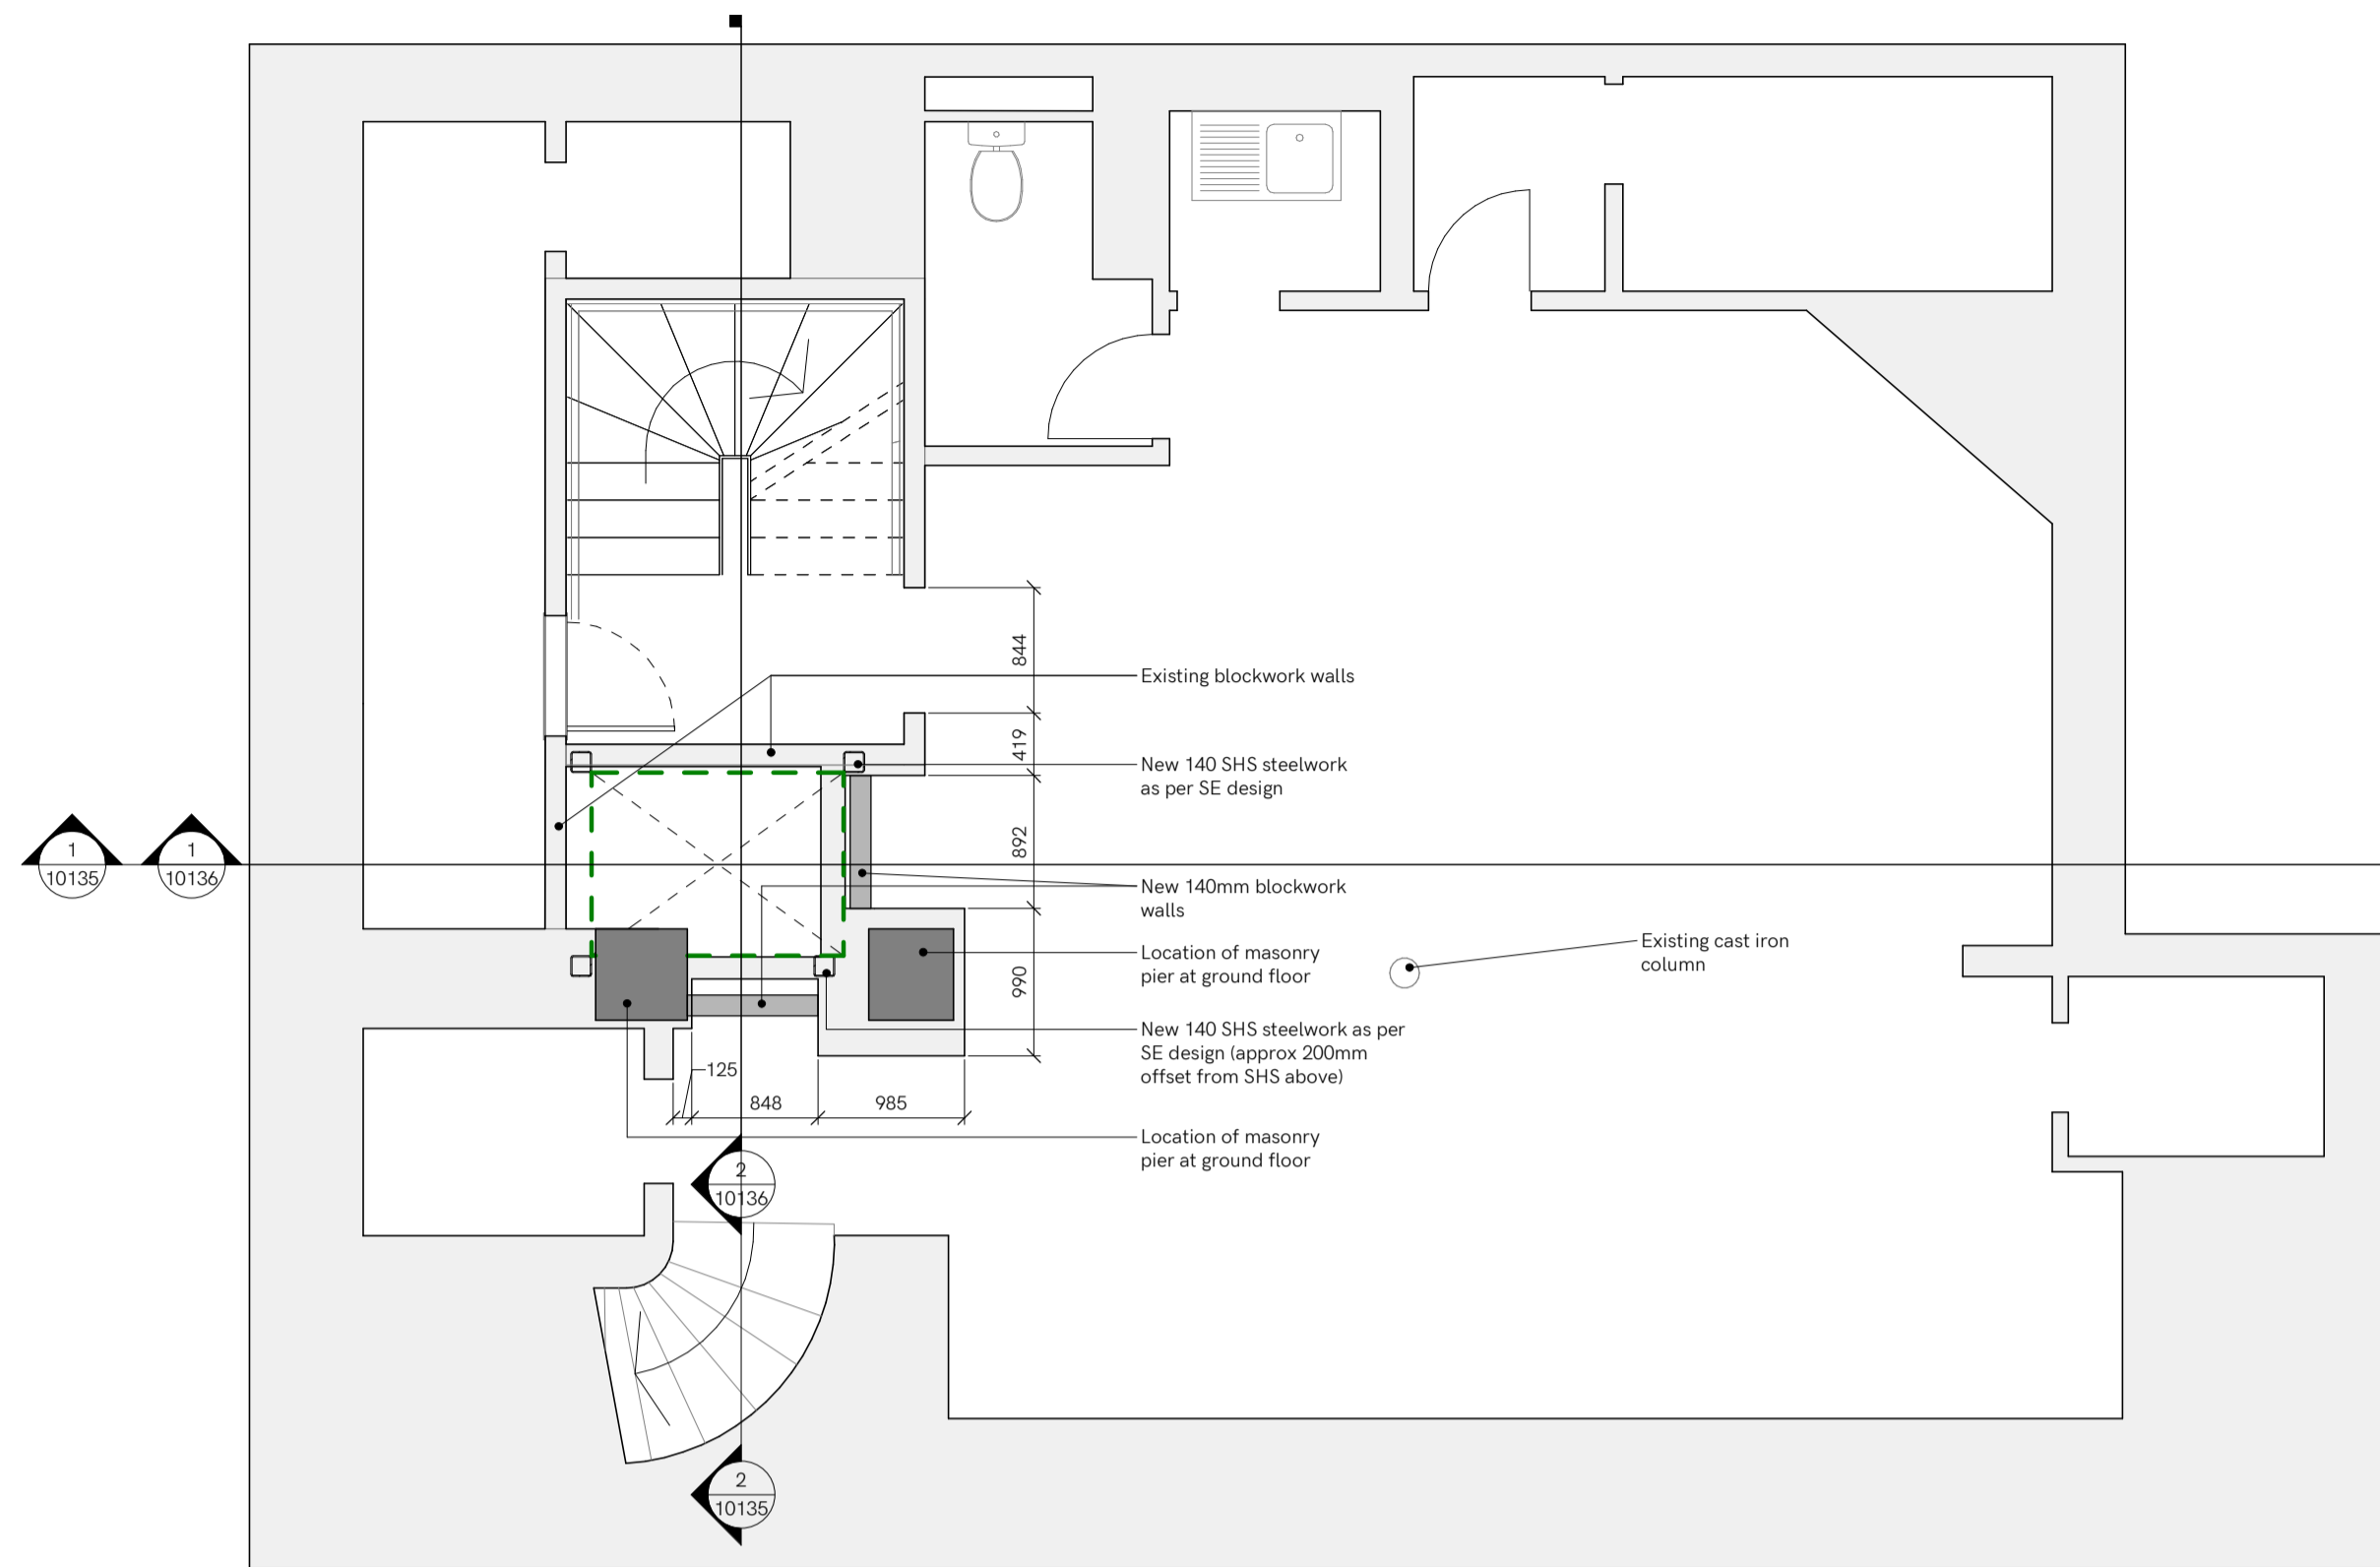 844
Existing blockwork walls
419
New 140 SHS steelwork
as per SE design
1
10135
1
10136
892
New 140mm blockwork
walls
Location of masonry
pier at ground floor
Existing cast iron
column
990
New 140 SHS steelwork as per
SE design (approx 200mm
offset from SHS above)
125
848
985
Location of masonry
pier at ground floor
2
10136
2
10135